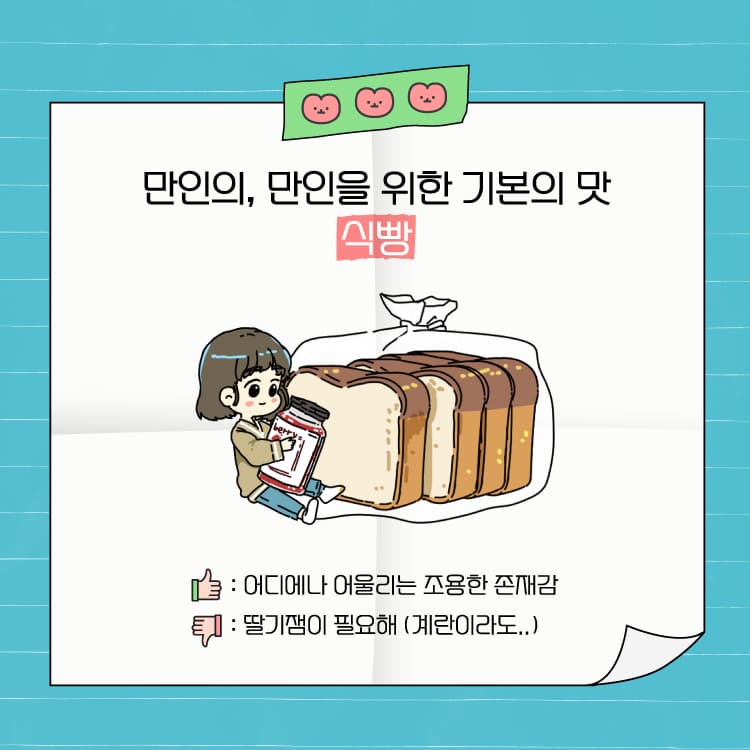 만인의, 만인을 위한 기본의 맛
식빵
berry
: 어디에나 어울리는 조용한 존재감
: 딸기잼이 필요해 (계란이라도..)